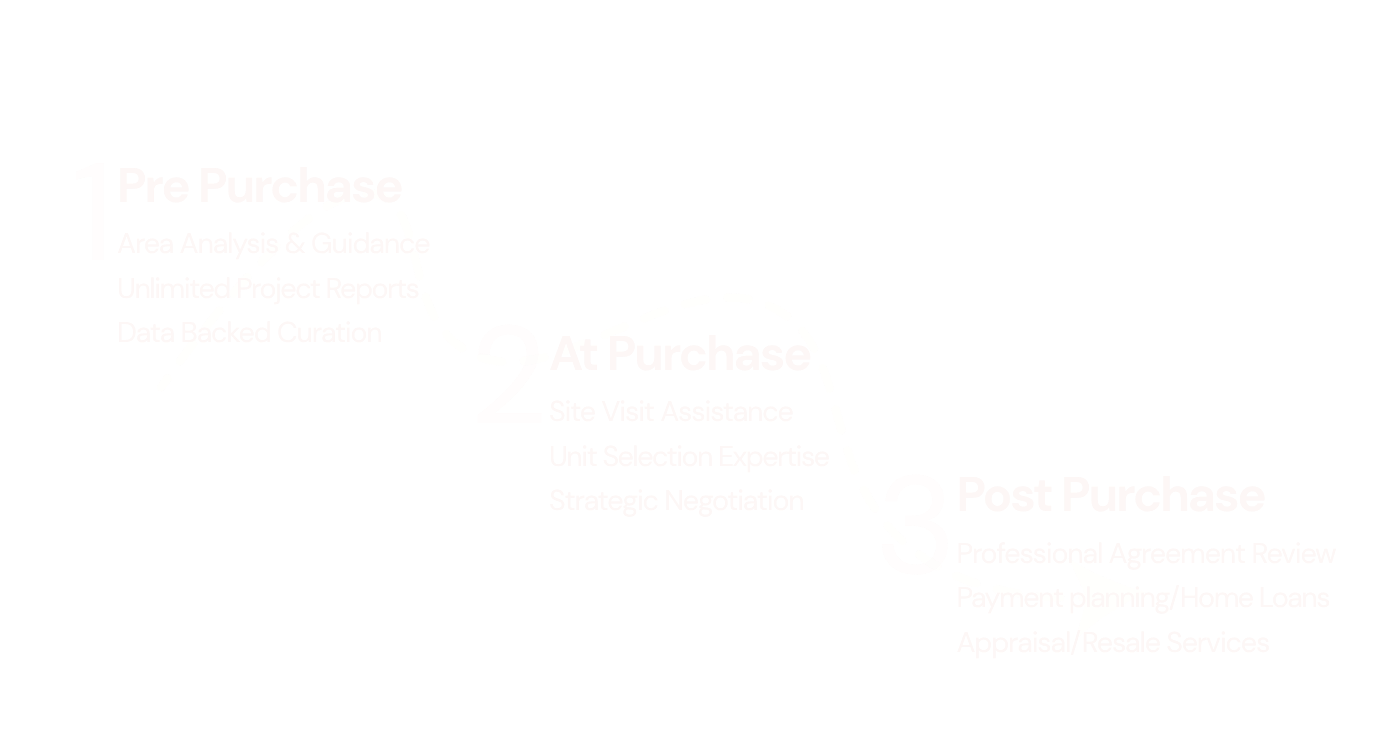 1
Pre Purchase
Area Analysis & Guidance
Unlimited Project Reports
Data Backed Curation
2
At Purchase
Site Visit Assistance
Unit Selection Expertise
Strategic Negotiation
3
Post Purchase
Professional Agreement Review
Payment planning/Home Loans
Appraisal/Resale Services